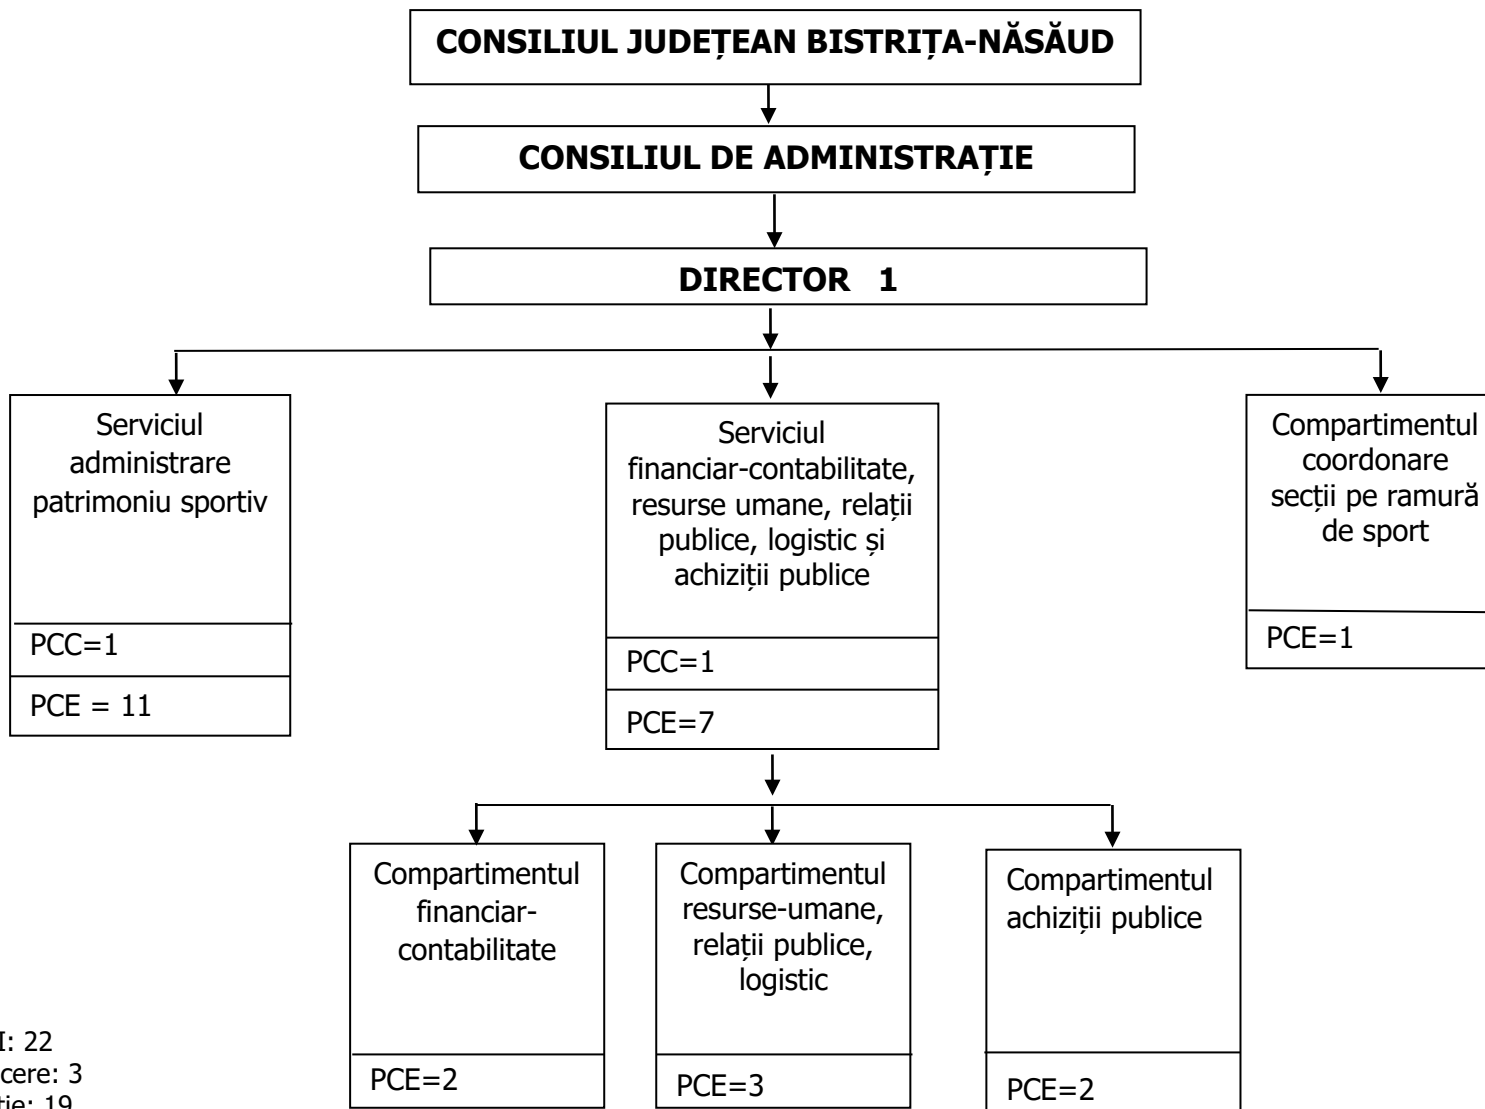 CONSILIUL JUDEȚEAN BISTRIȚA-NĂSĂUD
CONSILIUL DE ADMINISTRAȚIE
DIRECTOR 1
Serviciul
administrare
patrimoniu sportiv
PCC=1
PCE = 11
Serviciul
financiar-contabilitate,
resurse umane, relații
publice, logistic și
achiziții publice
PCC=1
PCE=7
Compartimentul
coordonare
secții pe ramură
de sport
PCE=1
Compartimentul
financiar-
contabilitate
PCE=2
Compartimentul
resurse-umane,
relații publice,
logistic
PCE=3
Compartimentul
achiziții publice
PCE=2
: 22
cere: 3
19